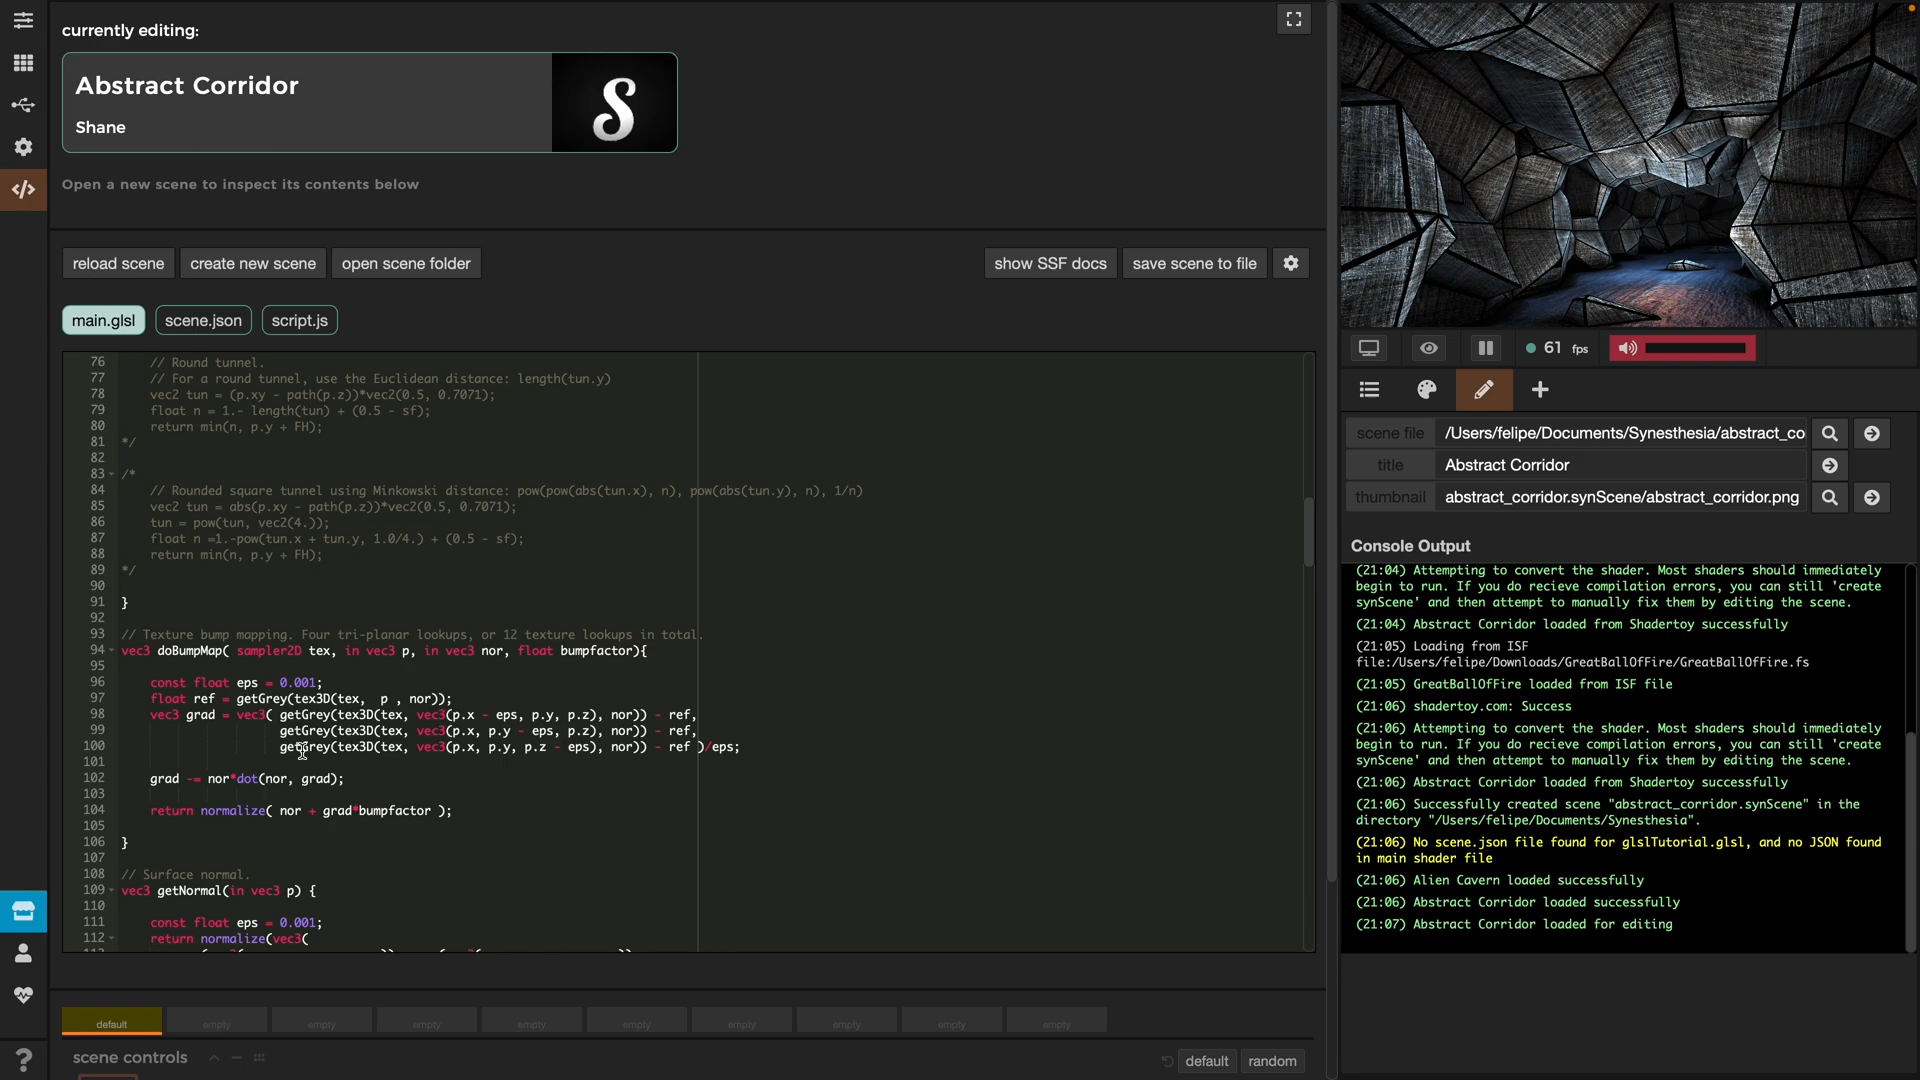 currently editing:
Abstract Corridor
Shane
S
Open a new scene to inspect its contents below
reload scene
create new scene
open scene folder
show SSF docs
save scene to file
main.glsl
scene.json
script.js
76 // Round tunnel.
77 // For a round tunnel, use the Euclidean distance: length(tun.y)
78 vec2 tun = (p.xy - path(p.z))*vec2(0.5, 0.7071);
79 float n = 1.- length(tun) + (0.5 - sf);
80 return min(n, p.y + FH);
81 */
82
83 /*
84 // Rounded square tunnel using Minkowski distance: pow(pow(abs(tun.x), n), pow(abs(tun.y), n), 1/n)
85 vec2 tun = abs(p.xy - path(p.z))*vec2(0.5, 0.7071);
86 tun = pow(tun, vec2(4.));
87 float n =1.-pow(tun.x + tun.y, 1.0/4.) + (0.5 - sf);
88 return min(n, p.y + FH);
89 */
90
91 }
92
93 // Texture bump mapping. Four tri-planar lookups, or 12 texture lookups in total.
94 vec3 doBumpMap( sampler2D tex, in vec3 p, in vec3 nor, float bumpfactor){
95
96 const float eps = 0.001;
97 float ref = getGrey(tex3D(tex, p , nor));
98 vec3 grad = vec3( getGrey(tex3D(tex, vec3(p.x - eps, p.y, p.z), nor)) - ref,
99 getGrey(tex3D(tex, vec3(p.x, p.y - eps, p.z), nor)) - ref,
100 getGrey(tex3D(tex, vec3(p.x, p.y, p.z - eps), nor)) - ref )/eps;
101
102 grad -= nor*dot(nor, grad);
103
104 return normalize( nor + grad*bumpfactor );
105
106 }
107
108 // Surface normal.
109 vec3 getNormal(in vec3 p) {
110
111 const float eps = 0.001;
112 return normalize(vec3(
default
empty
empty
empty
empty
empty
empty
empty
empty
empty
scene controls
default
random
61 fps
scene file /Users/felipe/Documents/Synesthesia/abstract_co
title Abstract Corridor
thumbnail abstract_corridor.synScene/abstract_corridor.png
Console Output
(21:04) Attempting to convert the shader. Most shaders should immediately
begin to run. If you do recieve compilation errors, you can still 'create
synScene' and then attempt to manually fix them by editing the scene.
(21:04) Abstract Corridor loaded from Shadertoy successfully
(21:05) Loading from ISF
file:/Users/felipe/Downloads/GreatBallOfFire/GreatBallOfFire.fs
(21:05) GreatBallOfFire loaded from ISF file
(21:06) shadertoy.com: Success
(21:06) Attempting to convert the shader. Most shaders should immediately
begin to run. If you do recieve compilation errors, you can still 'create
synScene' and then attempt to manually fix them by editing the scene.
(21:06) Abstract Corridor loaded from Shadertoy successfully
(21:06) Successfully created scene "abstract_corridor.synScene" in the
directory "/Users/felipe/Documents/Synesthesia".
(21:06) No scene.json file found for glslTutorial.glsl, and no JSON found
in main shader file
(21:06) Alien Cavern loaded successfully
(21:06) Abstract Corridor loaded successfully
(21:07) Abstract Corridor loaded for editing